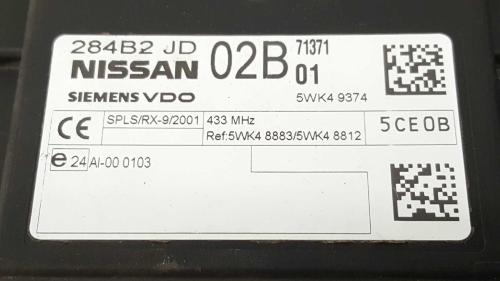 284B2 JD 02B 71371
NISSAN 01
SIEMENS VDO 5WK4 9374
CE SPLS/RX-9/2001 433 MHz 5CE0B
Ref:5WK4 8883/5WK4 8812
e 24 AI-00 0103